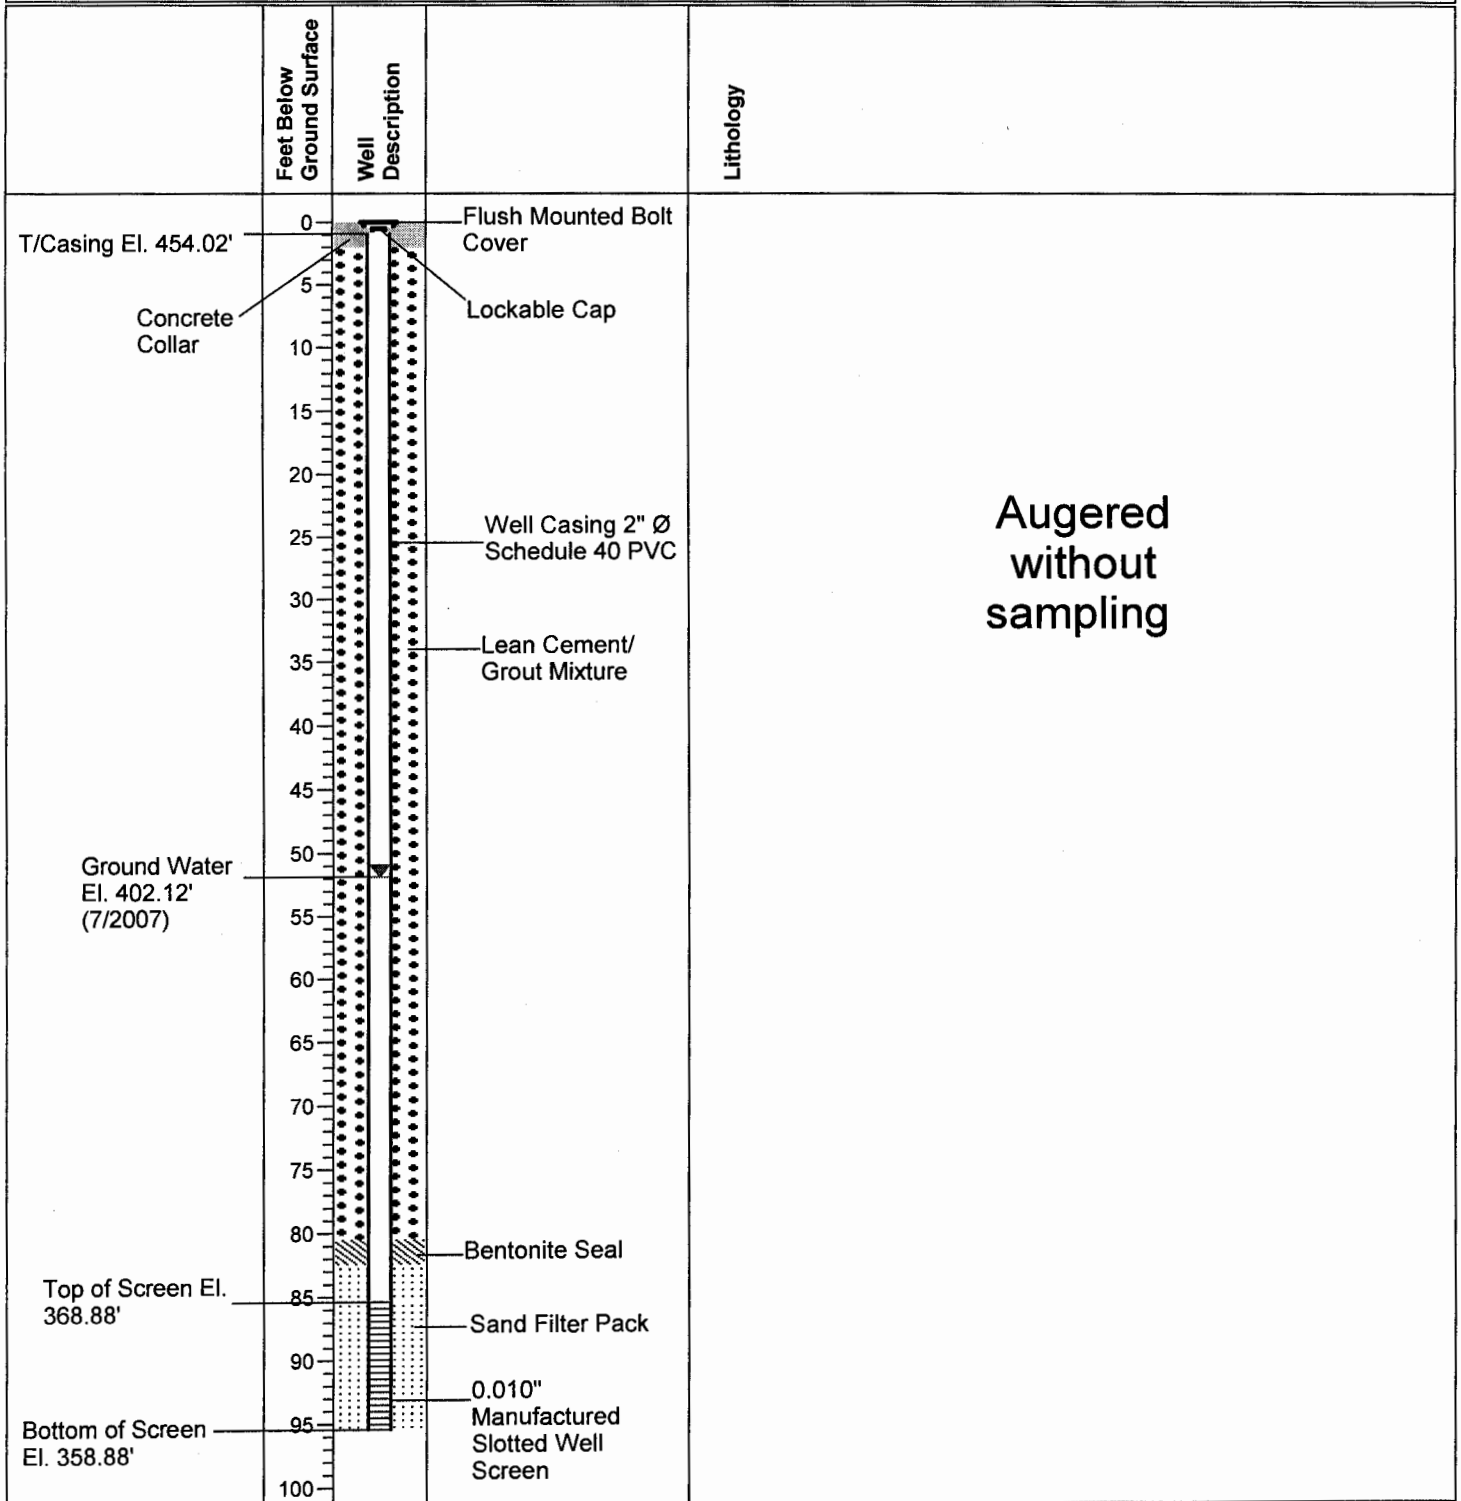 Feet Below
Ground Surface
Well
Description
Lithology
0
5
10
15
20
25
30
35
40
45
50
55
60
65
70
75
80
85
90
95
100
T/Casing El. 454.02'
Concrete
Collar
Flush Mounted Bolt
Cover
Lockable Cap
Well Casing 2" Ø
Schedule 40 PVC
Lean Cement/
Grout Mixture
Ground Water
El. 402.12'
(7/2007)
Bentonite Seal
Top of Screen El.
368.88'
Sand Filter Pack
0.010"
Manufactured
Slotted Well
Screen
Bottom of Screen
El. 358.88'
Augered
without
sampling